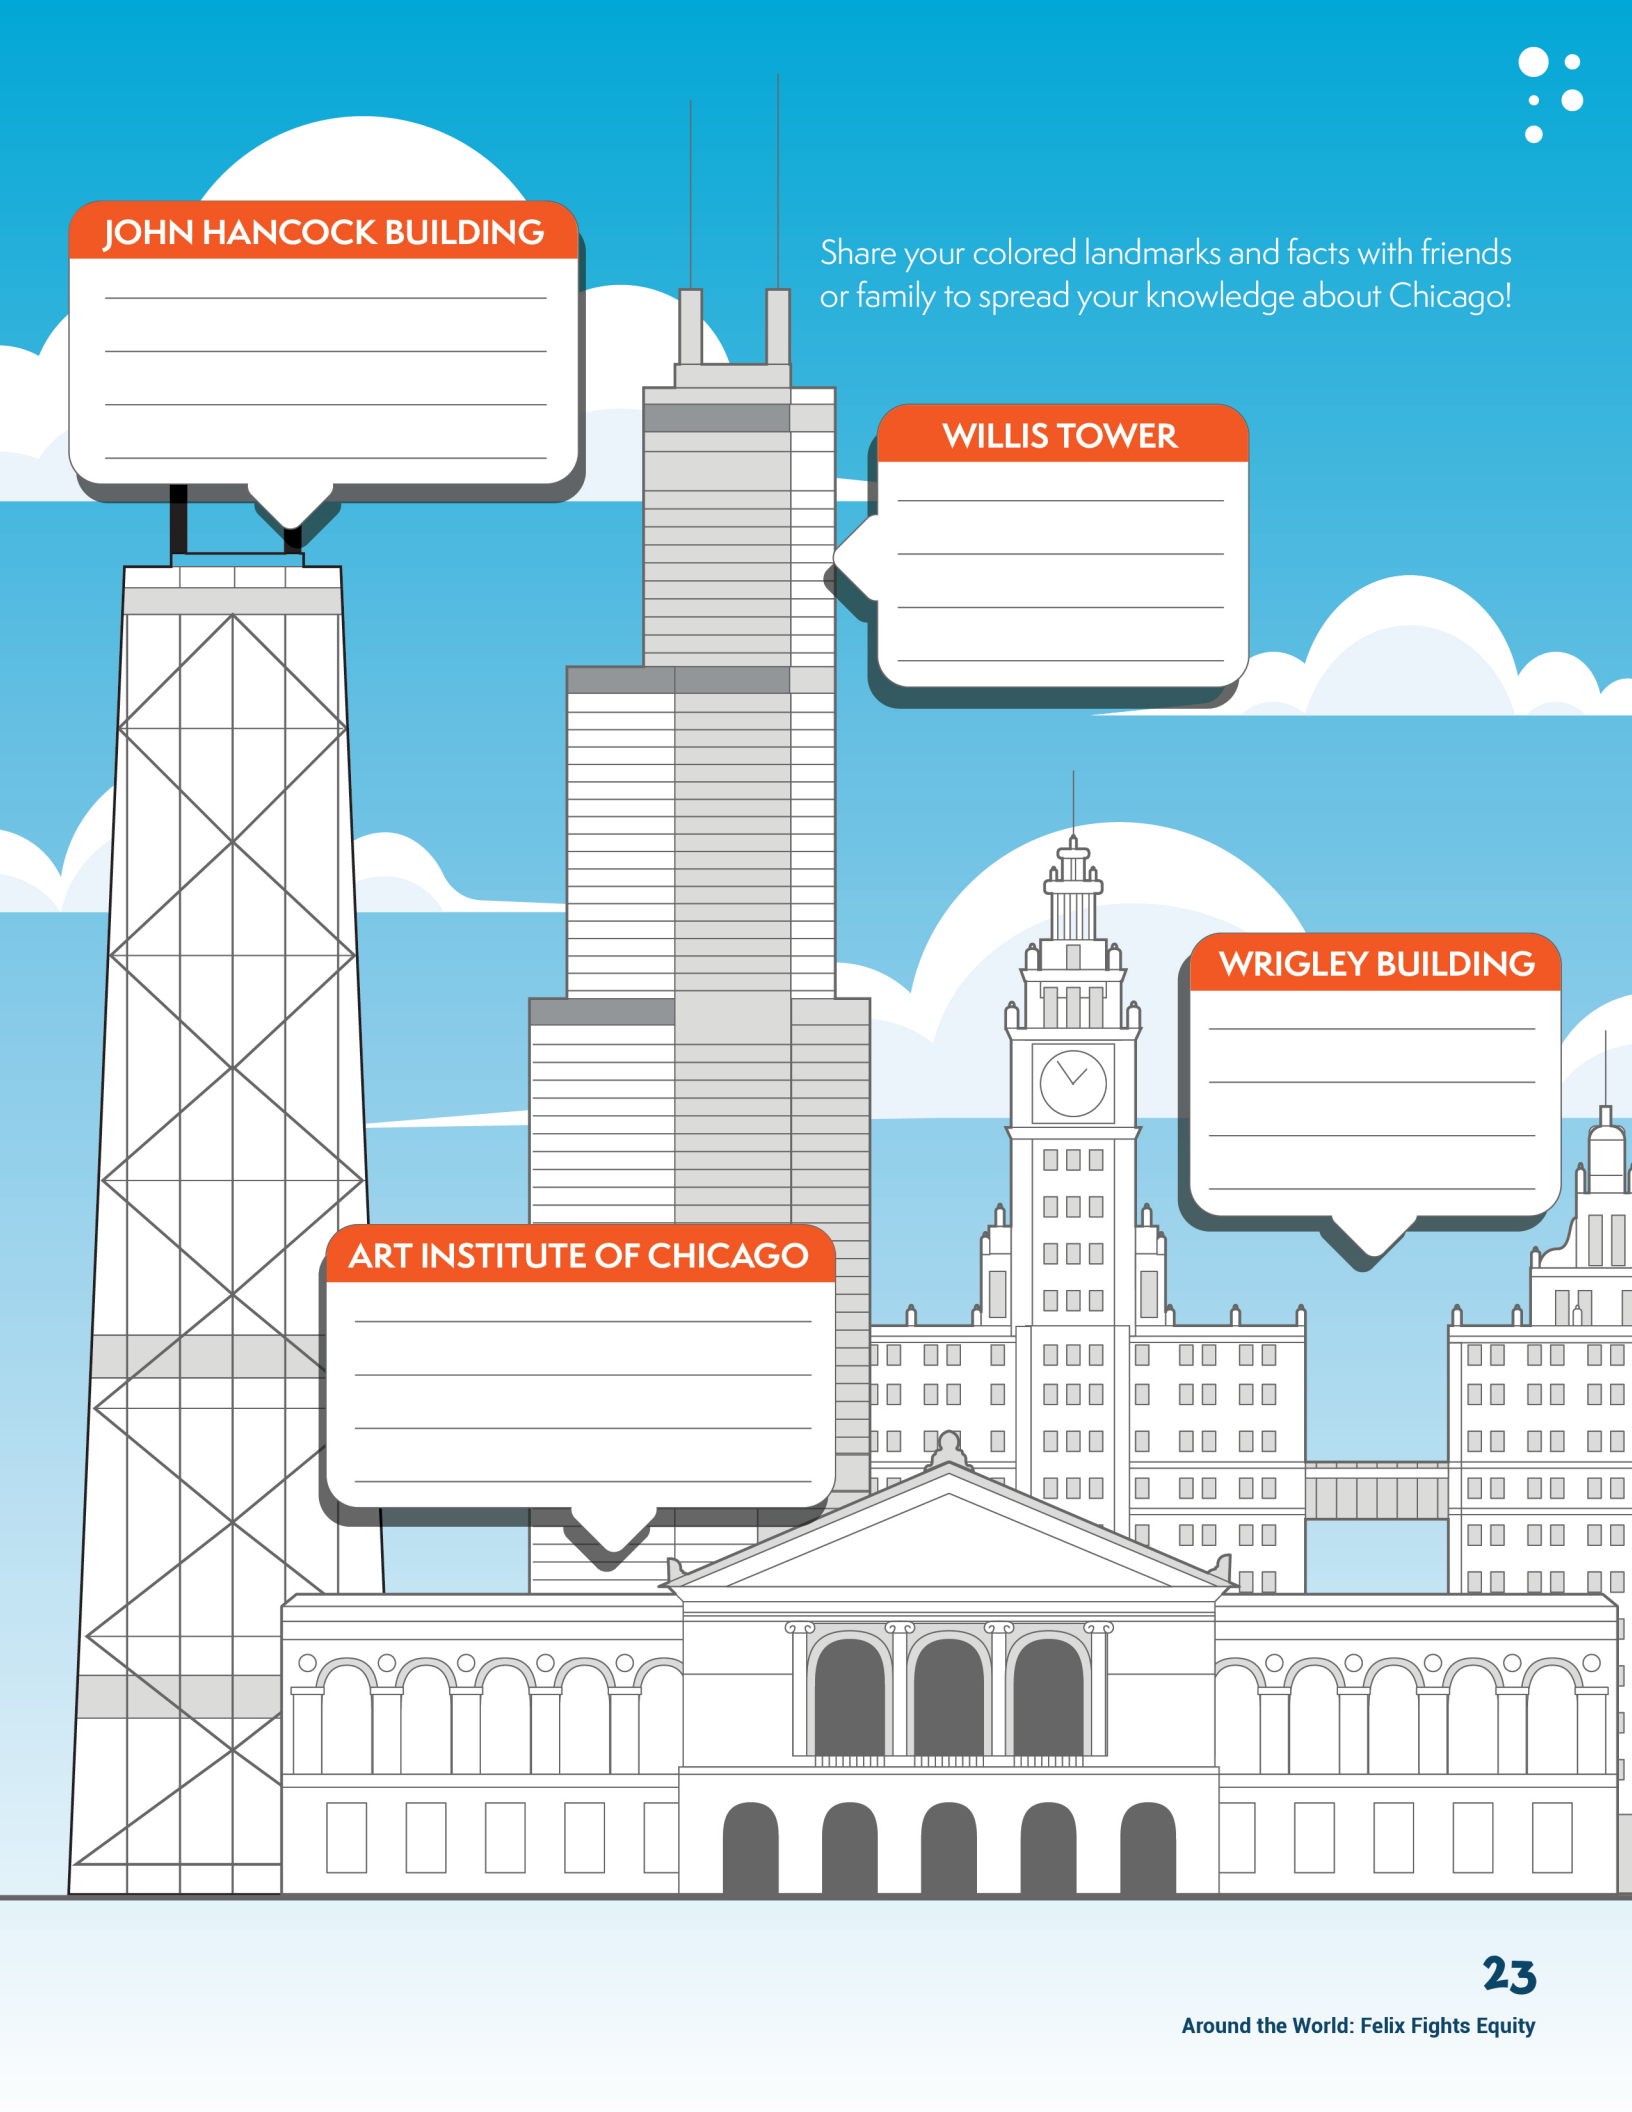 JOHN HANCOCK BUILDING
Share your colored landmarks and facts with friends
or family to spread your knowledge about Chicago!
WILLIS TOWER
WRIGLEY BUILDING
ART INSTITUTE OF CHICAGO
23
Around the World: Felix Fights Equity